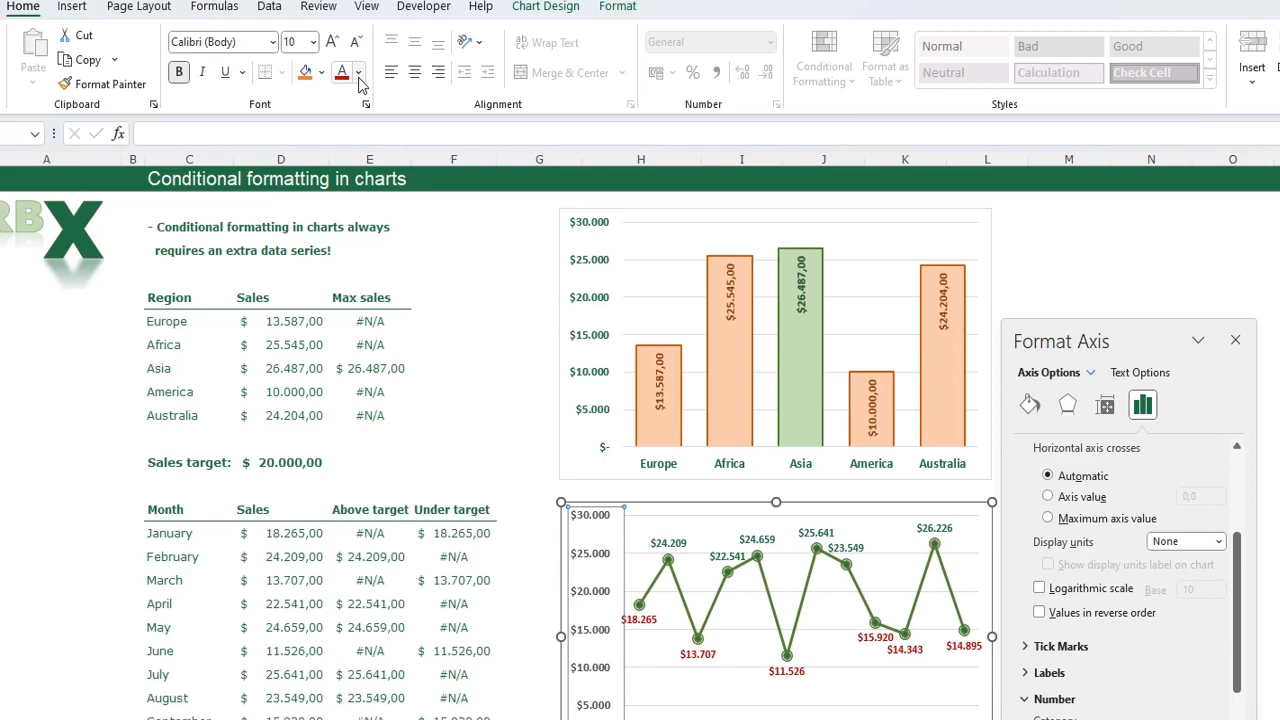 Home Insert Page Layout Formulas Data Review View Developer Help Chart Design Format
Paste
Cut
Copy
Format Painter
Clipboard
Calibri (Body) 10 A A
B I U A
Font
Wrap Text
Merge & Center
Alignment
General
% 
Number
Conditional Formatting
Format as Table
Normal Bad Good
Neutral Calculation Check Cell
Styles
Insert
fx
A B C D E F G H I J K L M N O
Conditional formatting in charts
RB X
- Conditional formatting in charts always
requires an extra data series!
Region Sales Max sales
Europe $ 13.587,00 #N/A
Africa $ 25.545,00 #N/A
Asia $ 26.487,00 $ 26.487,00
America $ 10.000,00 #N/A
Australia $ 24.204,00 #N/A
Sales target: $ 20.000,00
Month Sales Above target Under target
January $ 18.265,00 #N/A $ 18.265,00
February $ 24.209,00 $ 24.209,00 #N/A
March $ 13.707,00 #N/A $ 13.707,00
April $ 22.541,00 $ 22.541,00 #N/A
May $ 24.659,00 $ 24.659,00 #N/A
June $ 11.526,00 #N/A $ 11.526,00
July $ 25.641,00 $ 25.641,00 #N/A
August $ 23.549,00 $ 23.549,00 #N/A
$30.000
$25.000
$20.000
$15.000
$10.000
$5.000
$-
$13.587,00
$25.545,00
$26.487,00
$10.000,00
$24.204,00
Europe Africa Asia America Australia
$30.000
$25.000
$20.000
$15.000
$10.000
$5.000
$18.265
$24.209
$13.707
$22.541
$24.659
$11.526
$25.641
$23.549
$15.920
$14.343
$26.226
$14.895
Format Axis
Axis Options Text Options
Horizontal axis crosses
Automatic
Axis value 0,0
Maximum axis value
Display units None
Show display units label on chart
Logarithmic scale Base 10
Values in reverse order
Tick Marks
Labels
Number